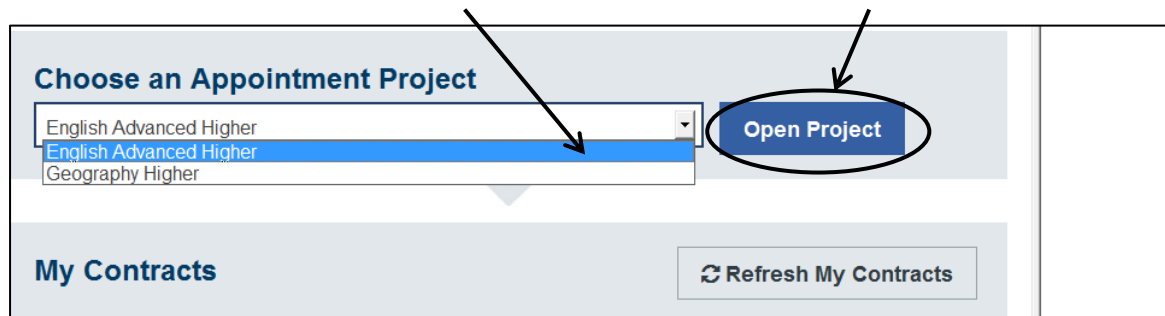 Choose an Appointment Project
English Advanced Higher
Open Project
English Advanced Higher
Geography Higher
My Contracts
Refresh My Contracts